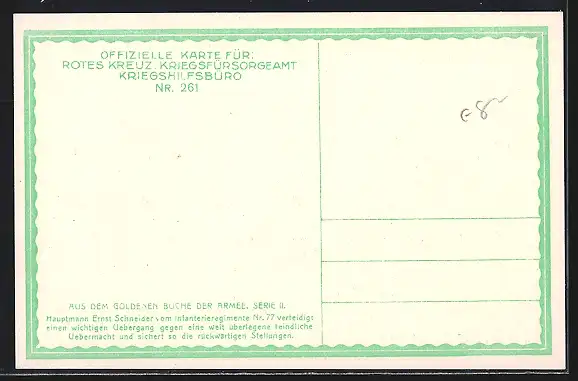 OFFIZIELLE KARTE FÜR:
ROTES KREUZ, KRIEGSFÜRSORGEAMT
KRIEGSHILFSBÜRO
NR. 261
AUS DEM GOLDENEN BUCHE DER ARMEE, SERIE II.
Hauptmann Ernst Schneider vom Infanterieregimente Nr. 77 verteidigt
einen wichtigen Uebergang gegen eine weit überlegene feindliche
Uebermacht und sichert so die rückwärtigen Stellungen.